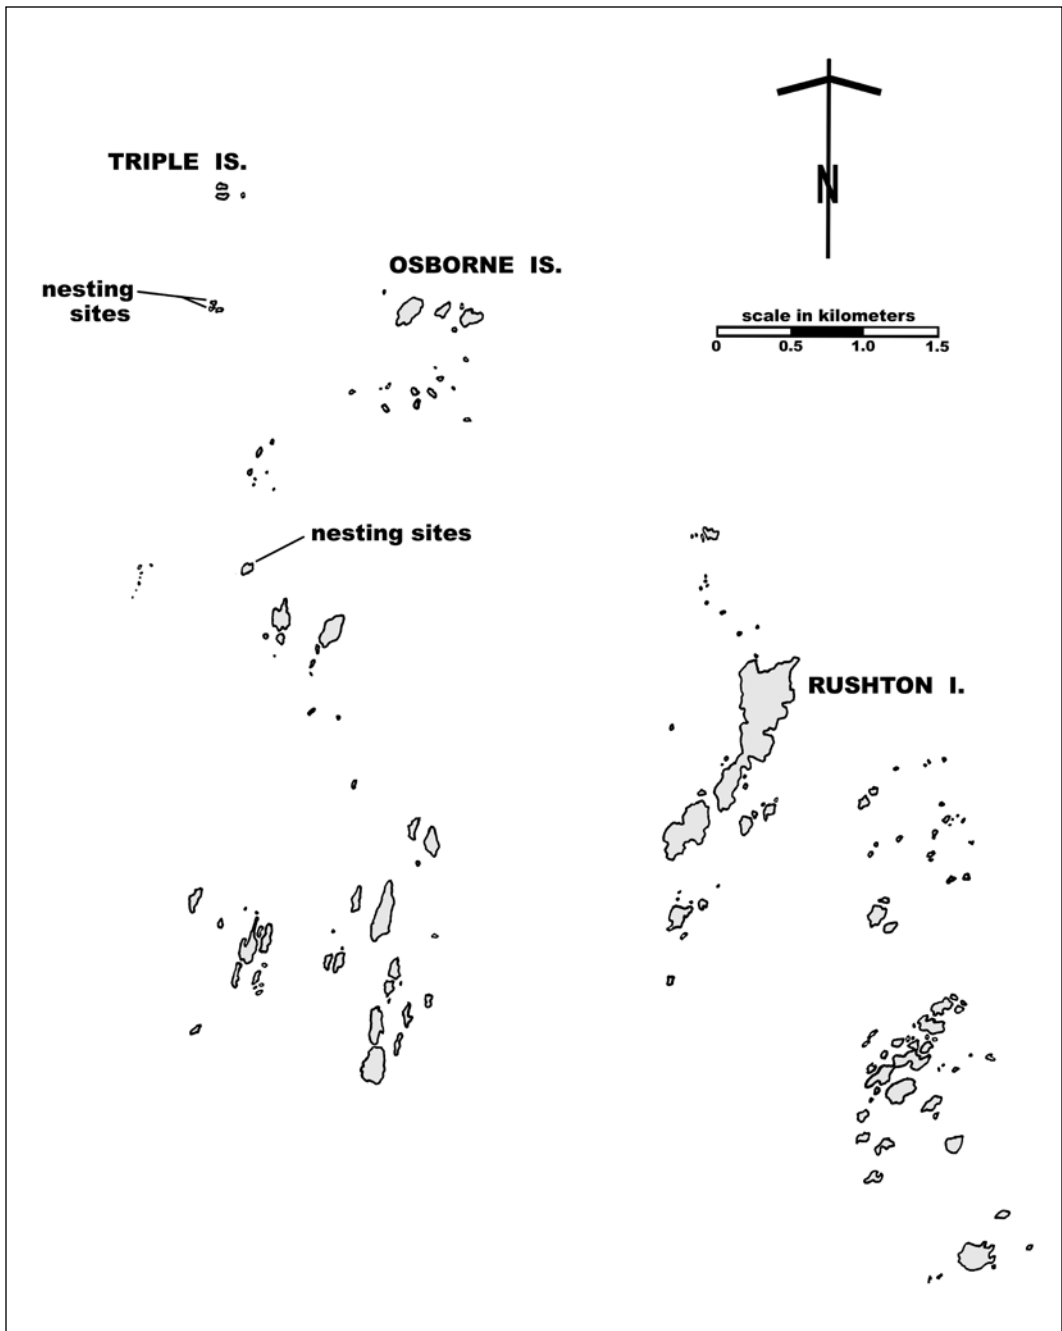 TRIPLE IS.
N
OSBORNE IS.
nesting
sites
scale in kilometers
0 0.5 1.0 1.5
nesting sites
RUSHTON I.